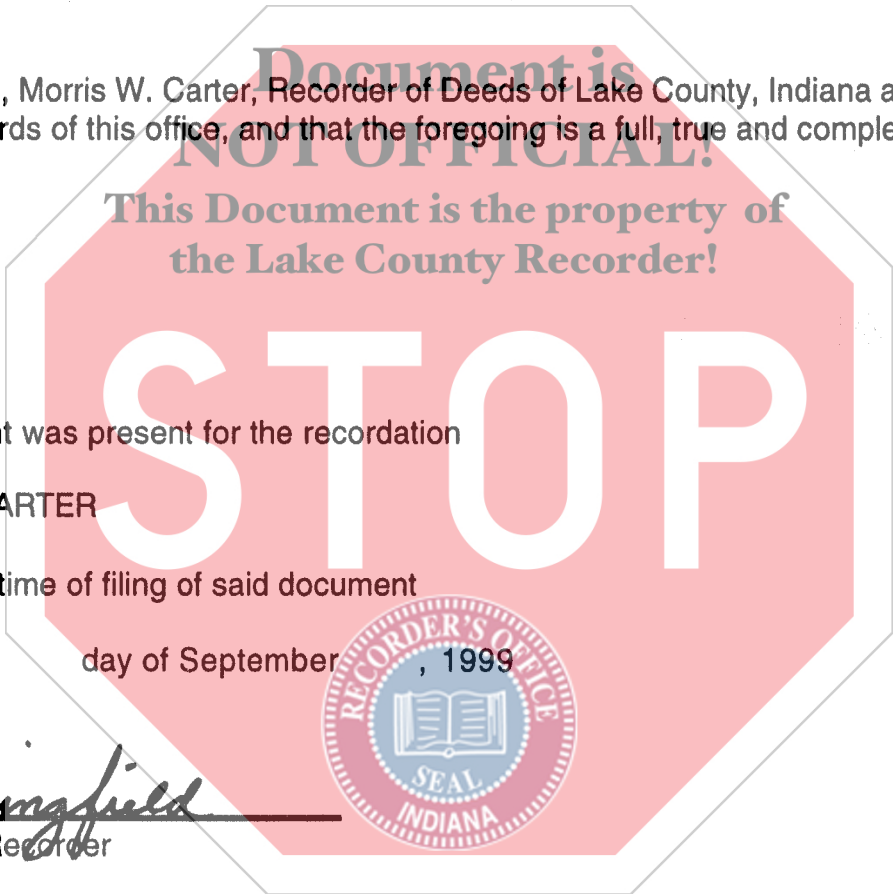 Document is
, Morris W. Carter, Recorder of Deeds of Lake County, Indiana a
rds of this office, and that the foregoing is a full, true and comple
NOT OFFICIAL!
This Document is the property of
the Lake County Recorder!
STOP
t was present for the recordation
ARTER
time of filing of said document
day of September , 1999
RECORDER'S OFFICE
SEAL
INDIANA
ingfield
Recorder